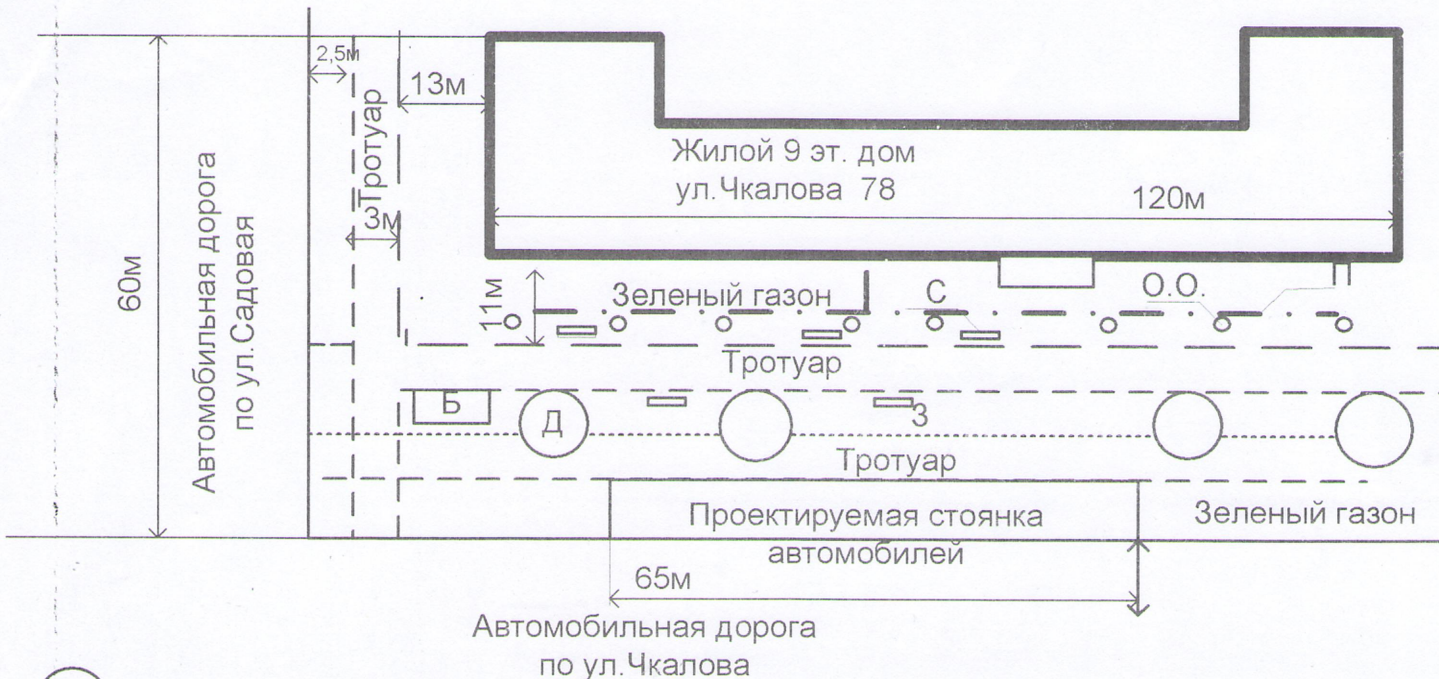 2,5м
13м
Тротуар
Жилой 9 эт. дом
ул.Чкалова 78
120м
3м
Автомобильная дорога
по ул.Садовая
60м
11м
Зеленый газон
С
О.О.
Тротуар
Б
Д
З
Тротуар
Проектируемая стоянка
автомобилей
Зеленый газон
65м
Автомобильная дорога
по ул.Чкалова